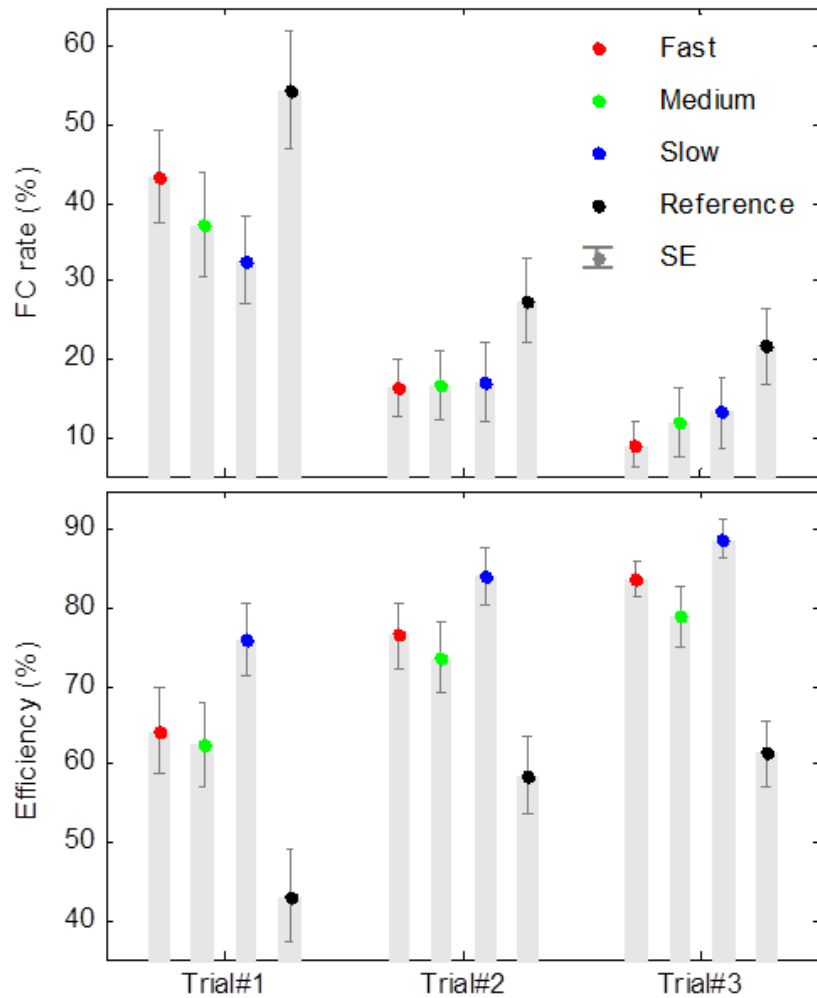 FC rate (%)
60
50
40
30
20
10
Fast
Medium
Slow
Reference
SE
Efficiency (%)
90
80
70
60
50
40
Trial#1
Trial#2
Trial#3